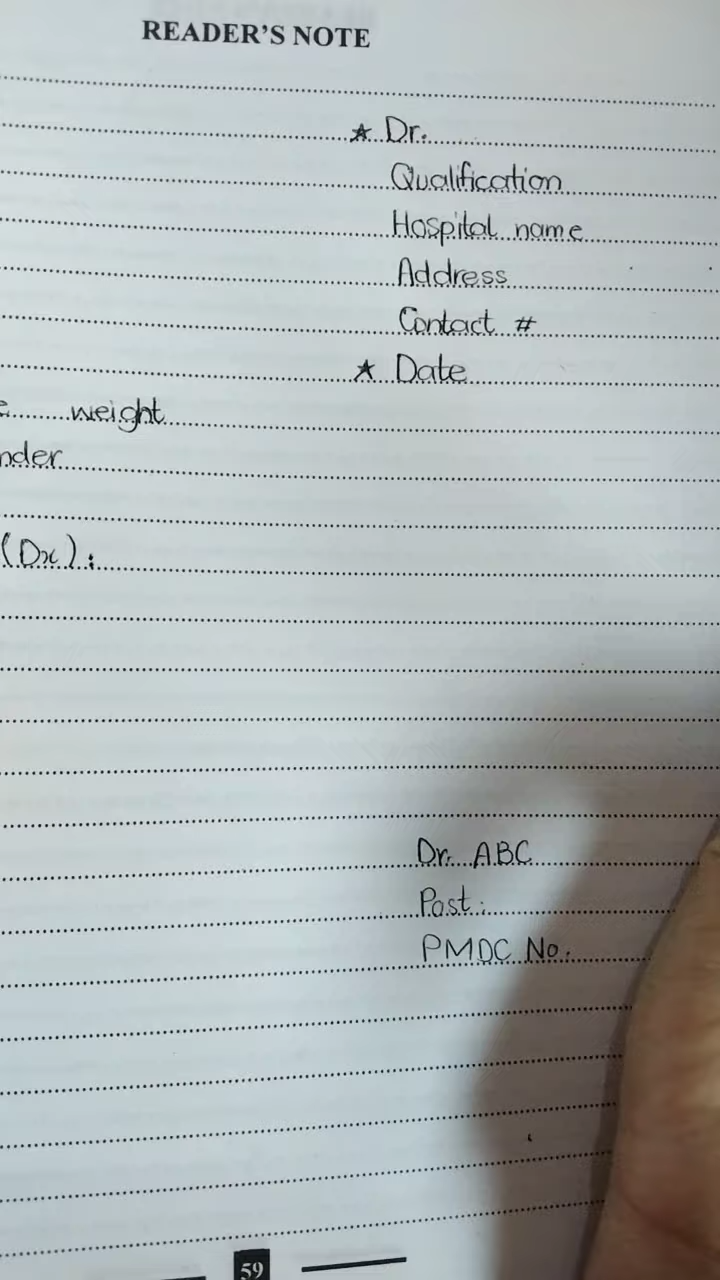 READER'S NOTE
★ Dr.
Qualification
Hospital name
Address
Contact #
★ Date
weight
nder
(Dx):
Dr. ABC
Post:
PMDC No.
59